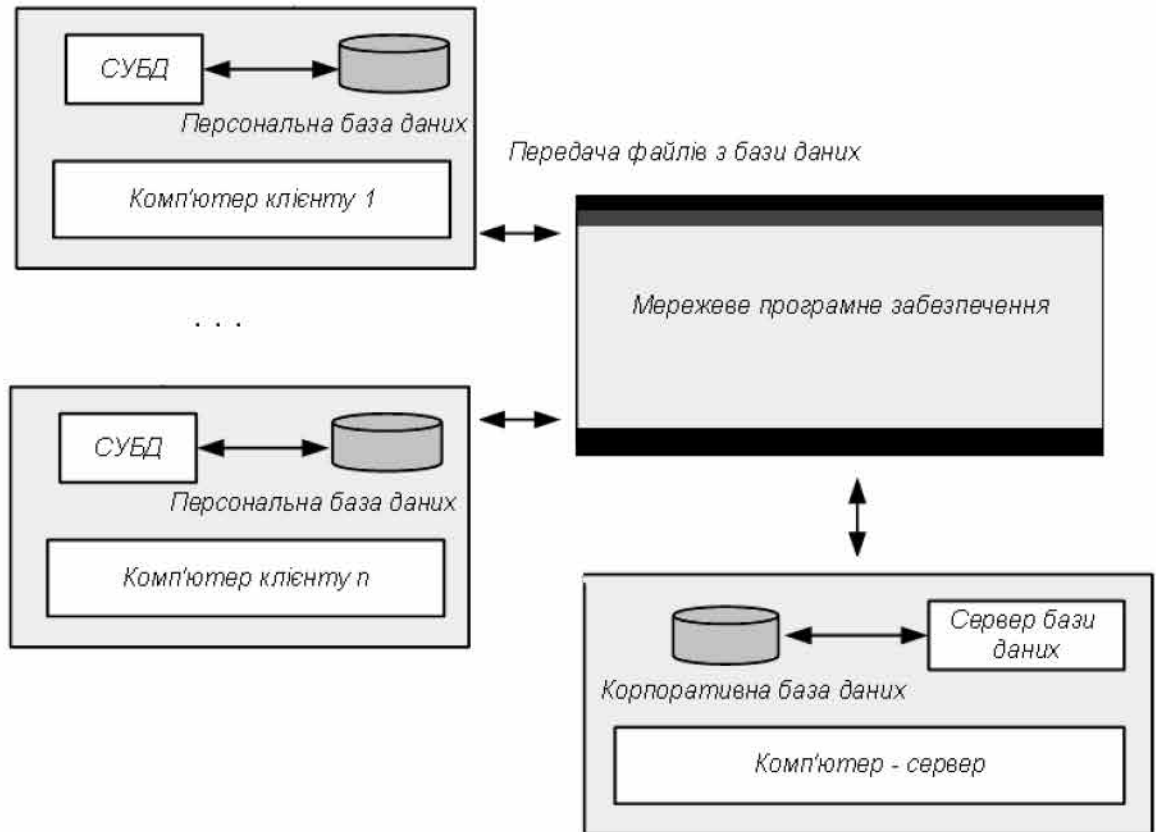 СУБД
Персональна база даних
Комп'ютер клієнту 1
Передача файлів з бази даних
Мережеве програмне забезпечення
. . .
СУБД
Персональна база даних
Комп'ютер клієнту n
Сервер бази
даних
Корпоративна база даних
Комп'ютер - сервер